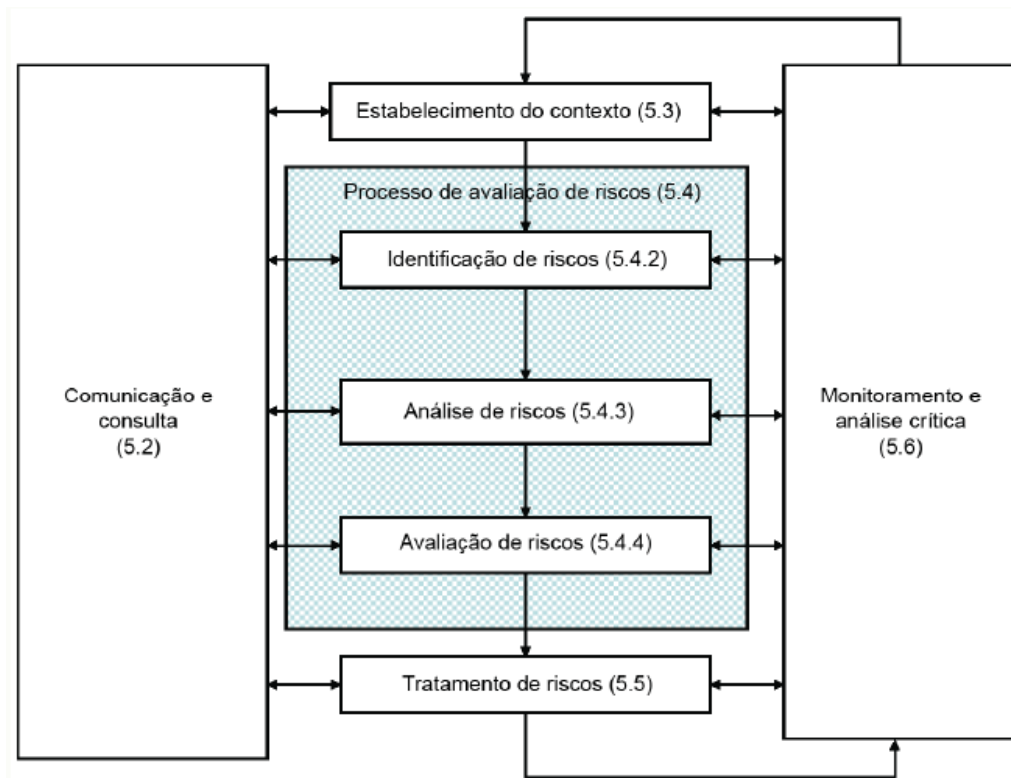 Estabelecimento do contexto (5.3)
Processo de avaliação de riscos (5.4)
Identificação de riscos (5.4.2)
Comunicação e
consulta
(5.2)
Análise de riscos (5.4.3)
Monitoramento e
análise crítica
(5.6)
Avaliação de riscos (5.4.4)
Tratamento de riscos (5.5)